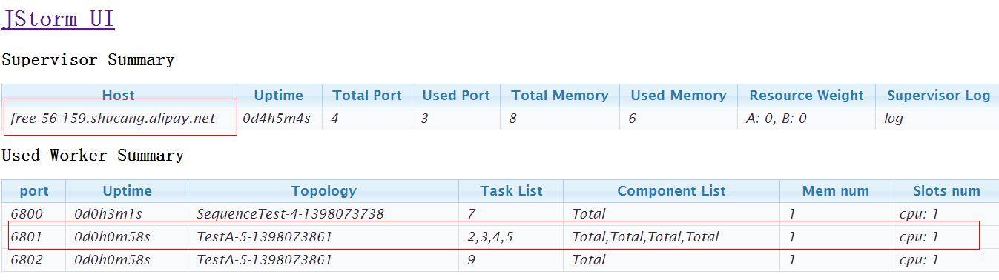 JStorm UI
Supervisor Summary
Host Uptime Total Port Used Port Total Memory Used Memory Resource Weight Supervisor Log
free-56-159.shucang.alipay.net 0d4h5m4s 4 3 8 6 A: 0, B: 0 log
Used Worker Summary
port Uptime Topology Task List Component List Mem num Slots num
6800 0d0h3m1s SequenceTest-4-1398073738 7 Total 1 cpu: 1
6801 0d0h0m58s TestA-5-1398073861 2,3,4,5 Total,Total,Total,Total 1 cpu: 1
6802 0d0h0m58s TestA-5-1398073861 9 Total 1 cpu: 1